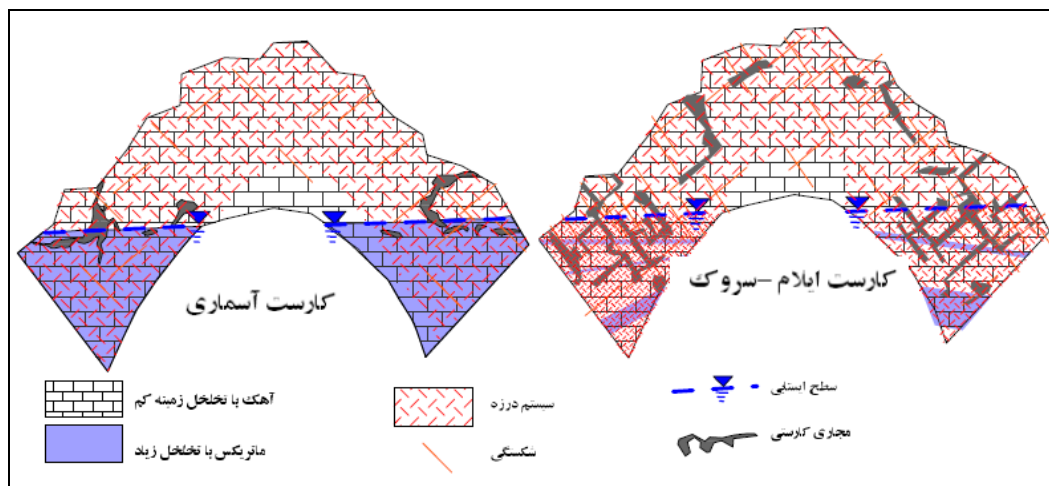 کارست آسماری
کارست ایلام – سروک
آهک با تخلخل زمینه کم
ماتریکس با تخلخل زیاد
سیستم درزه
شکستگی
سطح ایستابی
مجاری کارستی